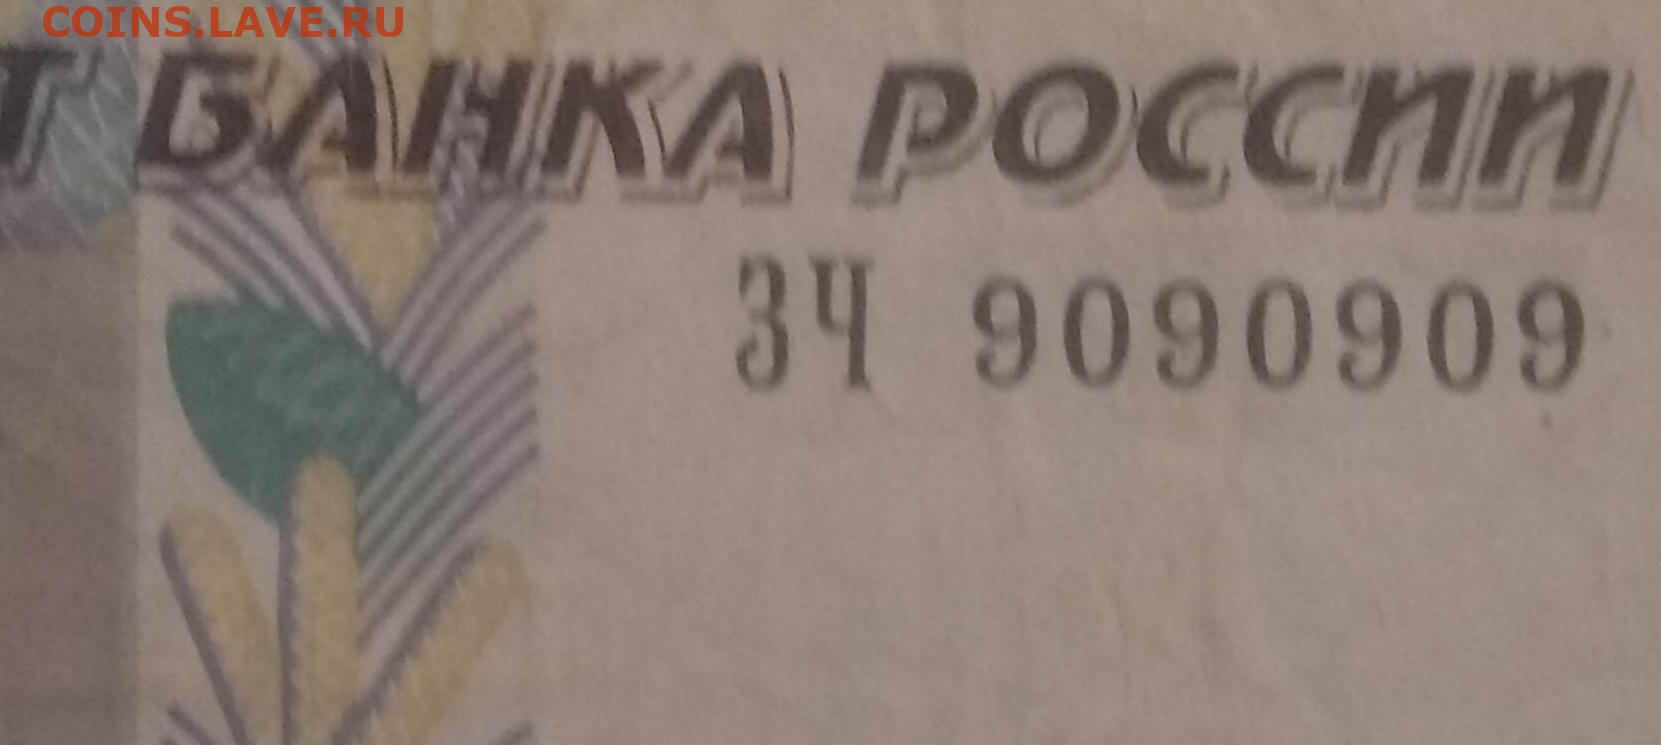 COINS.LAVE.RU
Т БАНКА РОССИИ
ЗЧ 9090909